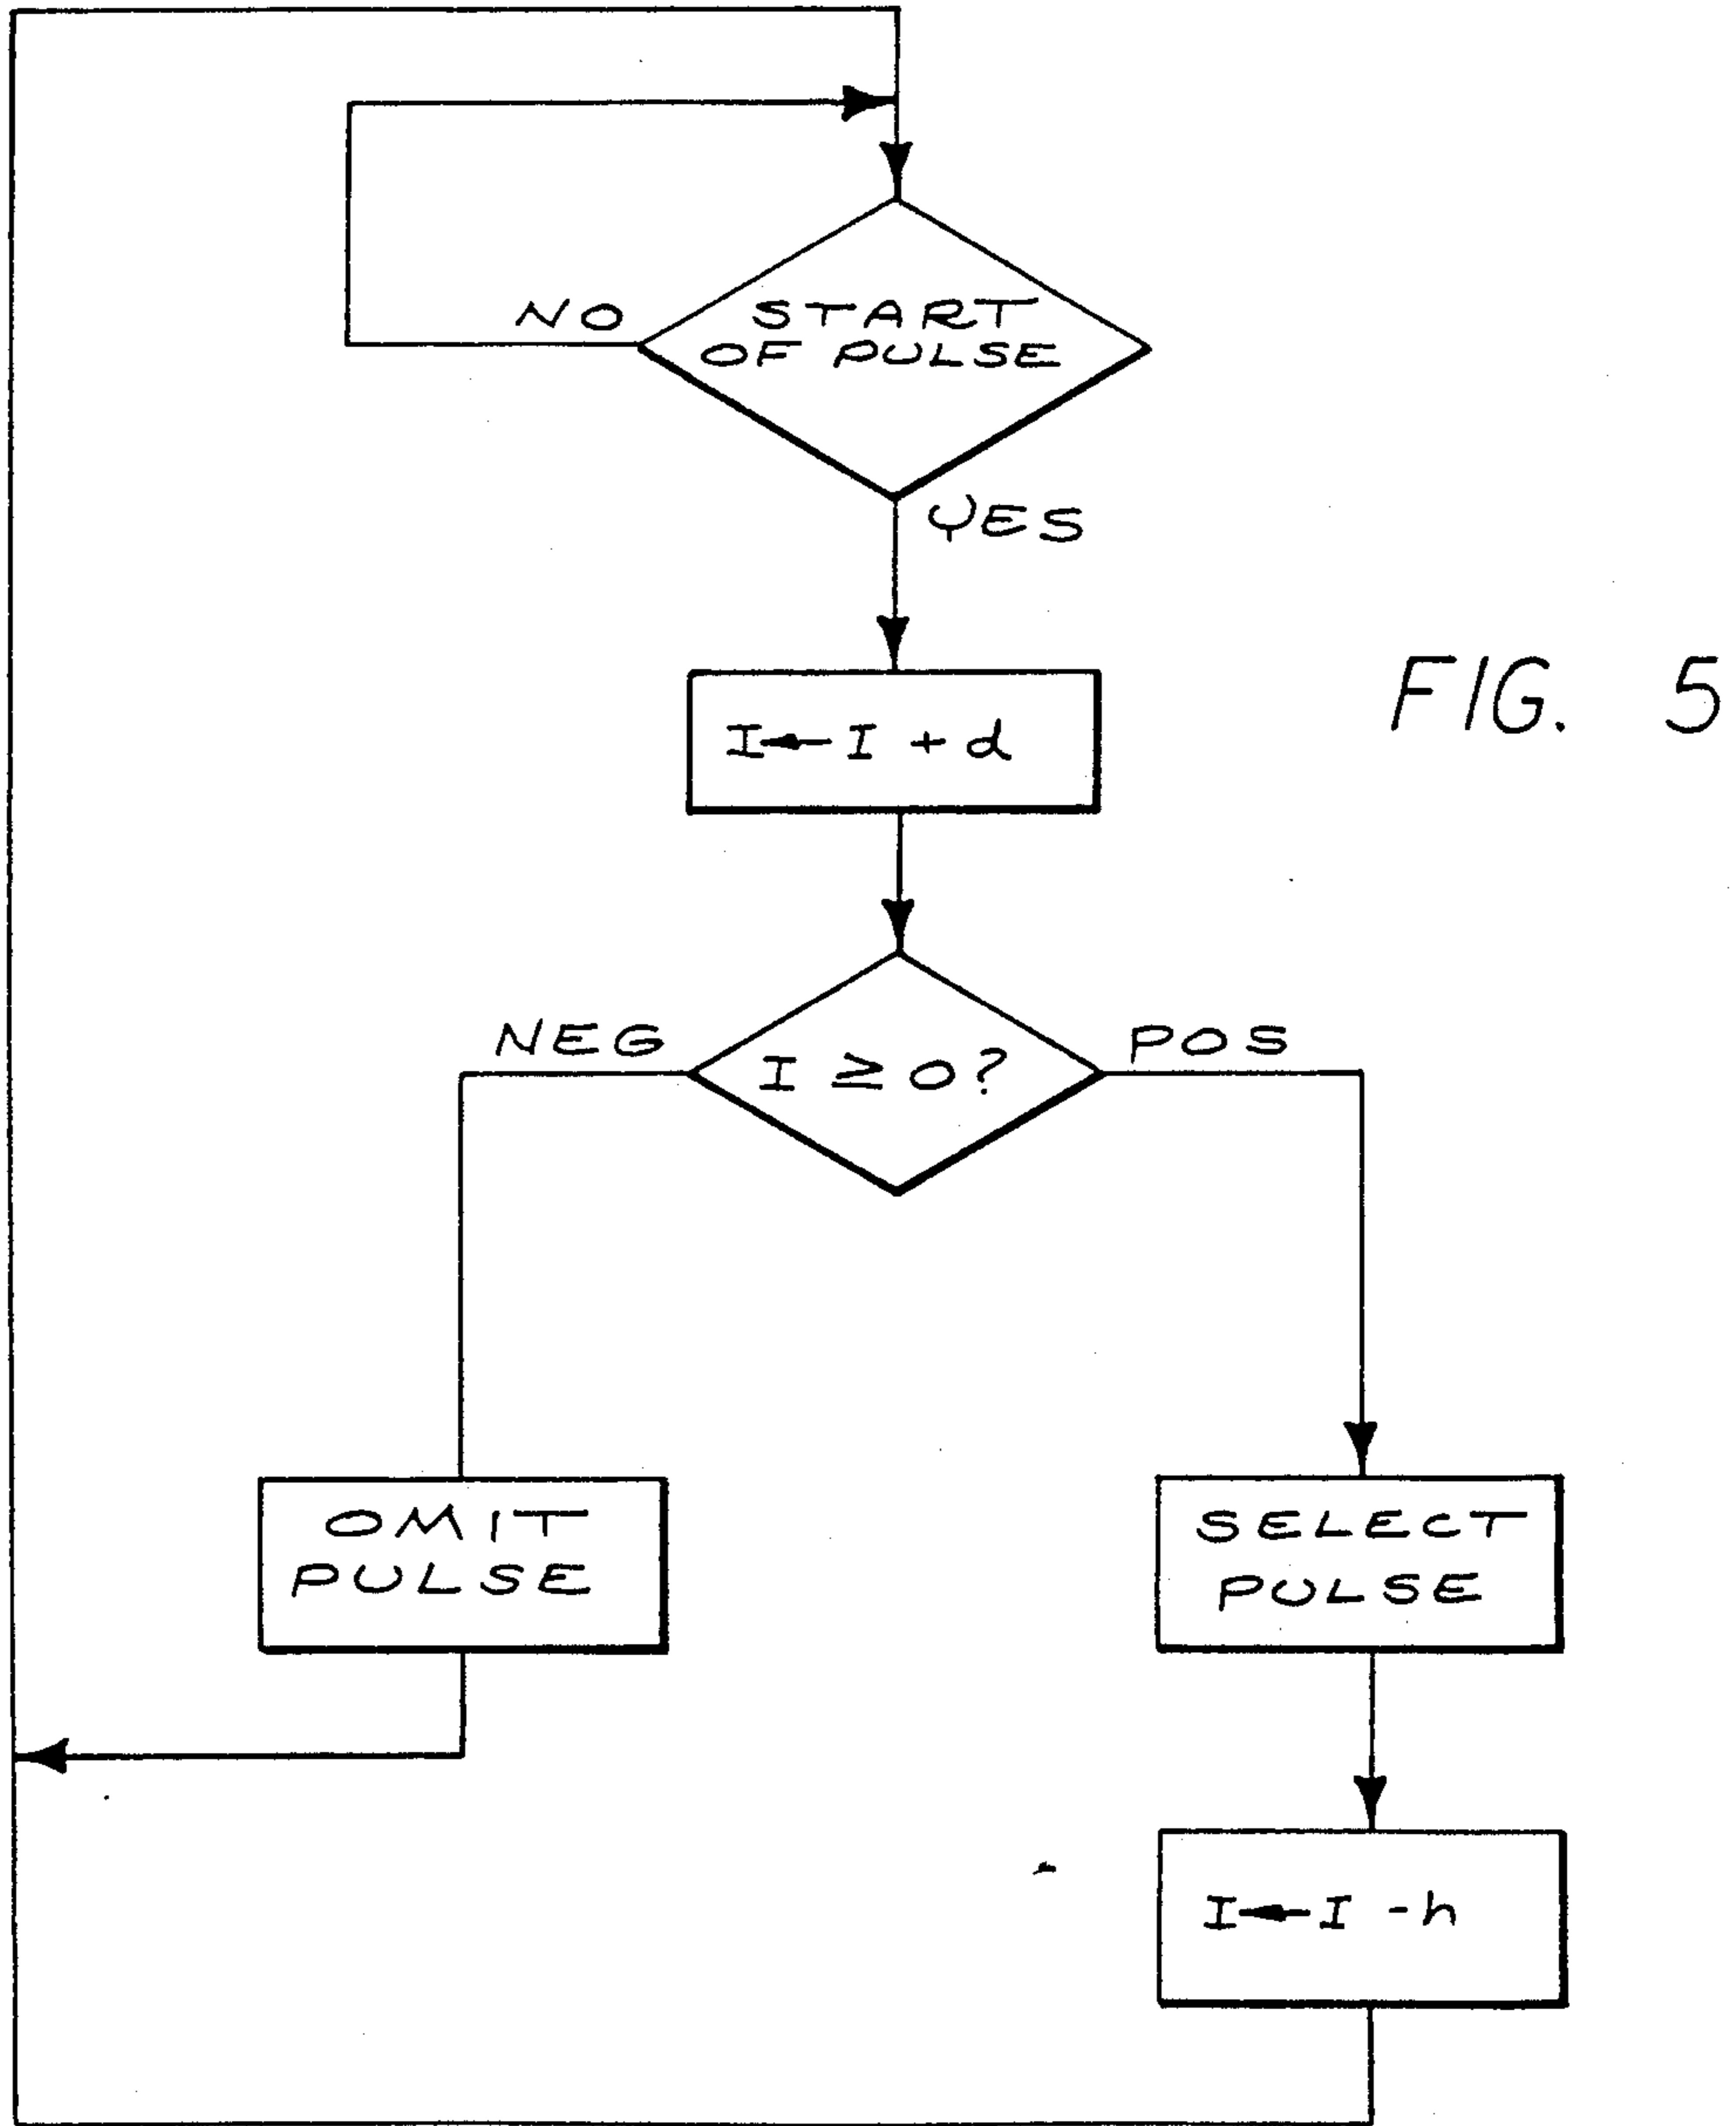 START
OF PULSE
NO
YES
I ← I + d
FIG. 5
NEG
I ≥ 0?
POS
OMIT
PULSE
SELECT
PULSE
I ← I - h